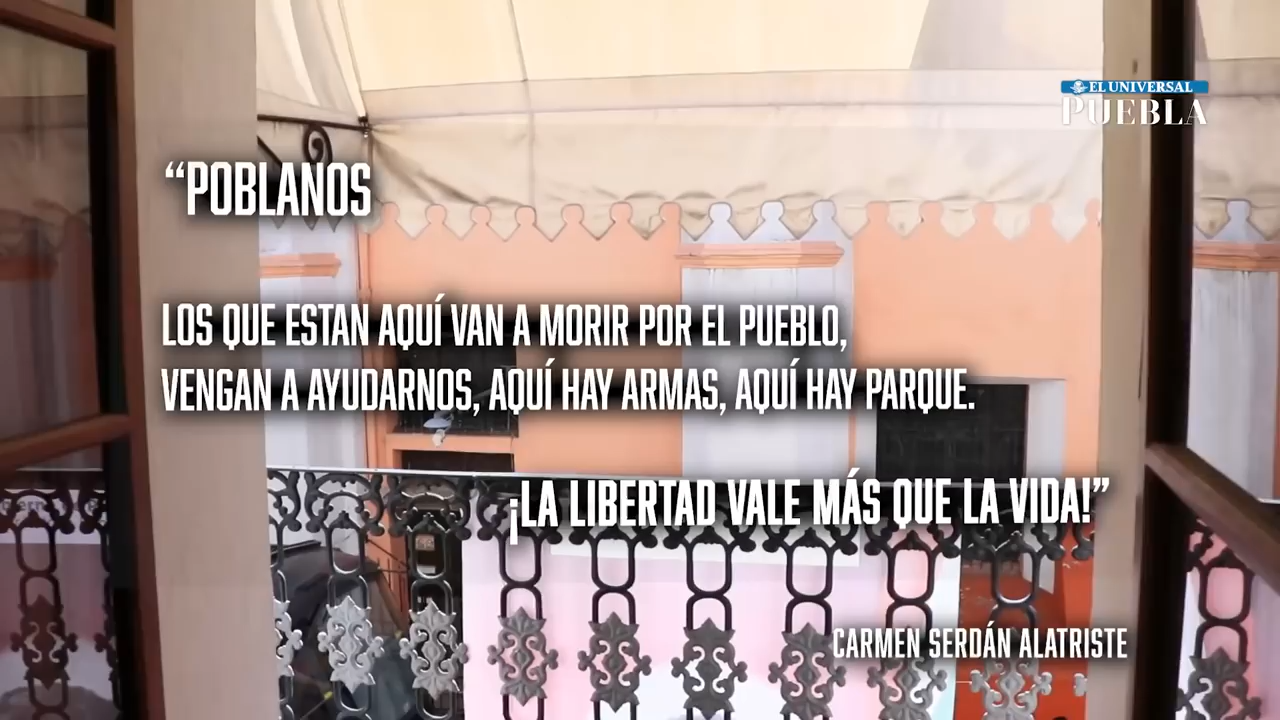 EL UNIVERSAL
PUEBLA
“POBLANOS
LOS QUE ESTAN AQUÍ VAN A MORIR POR EL PUEBLO,
VENGAN A AYUDARNOS, AQUÍ HAY ARMAS, AQUÍ HAY PARQUE.
¡LA LIBERTAD VALE MÁS QUE LA VIDA!”
CARMEN SERDÁN ALATRISTE